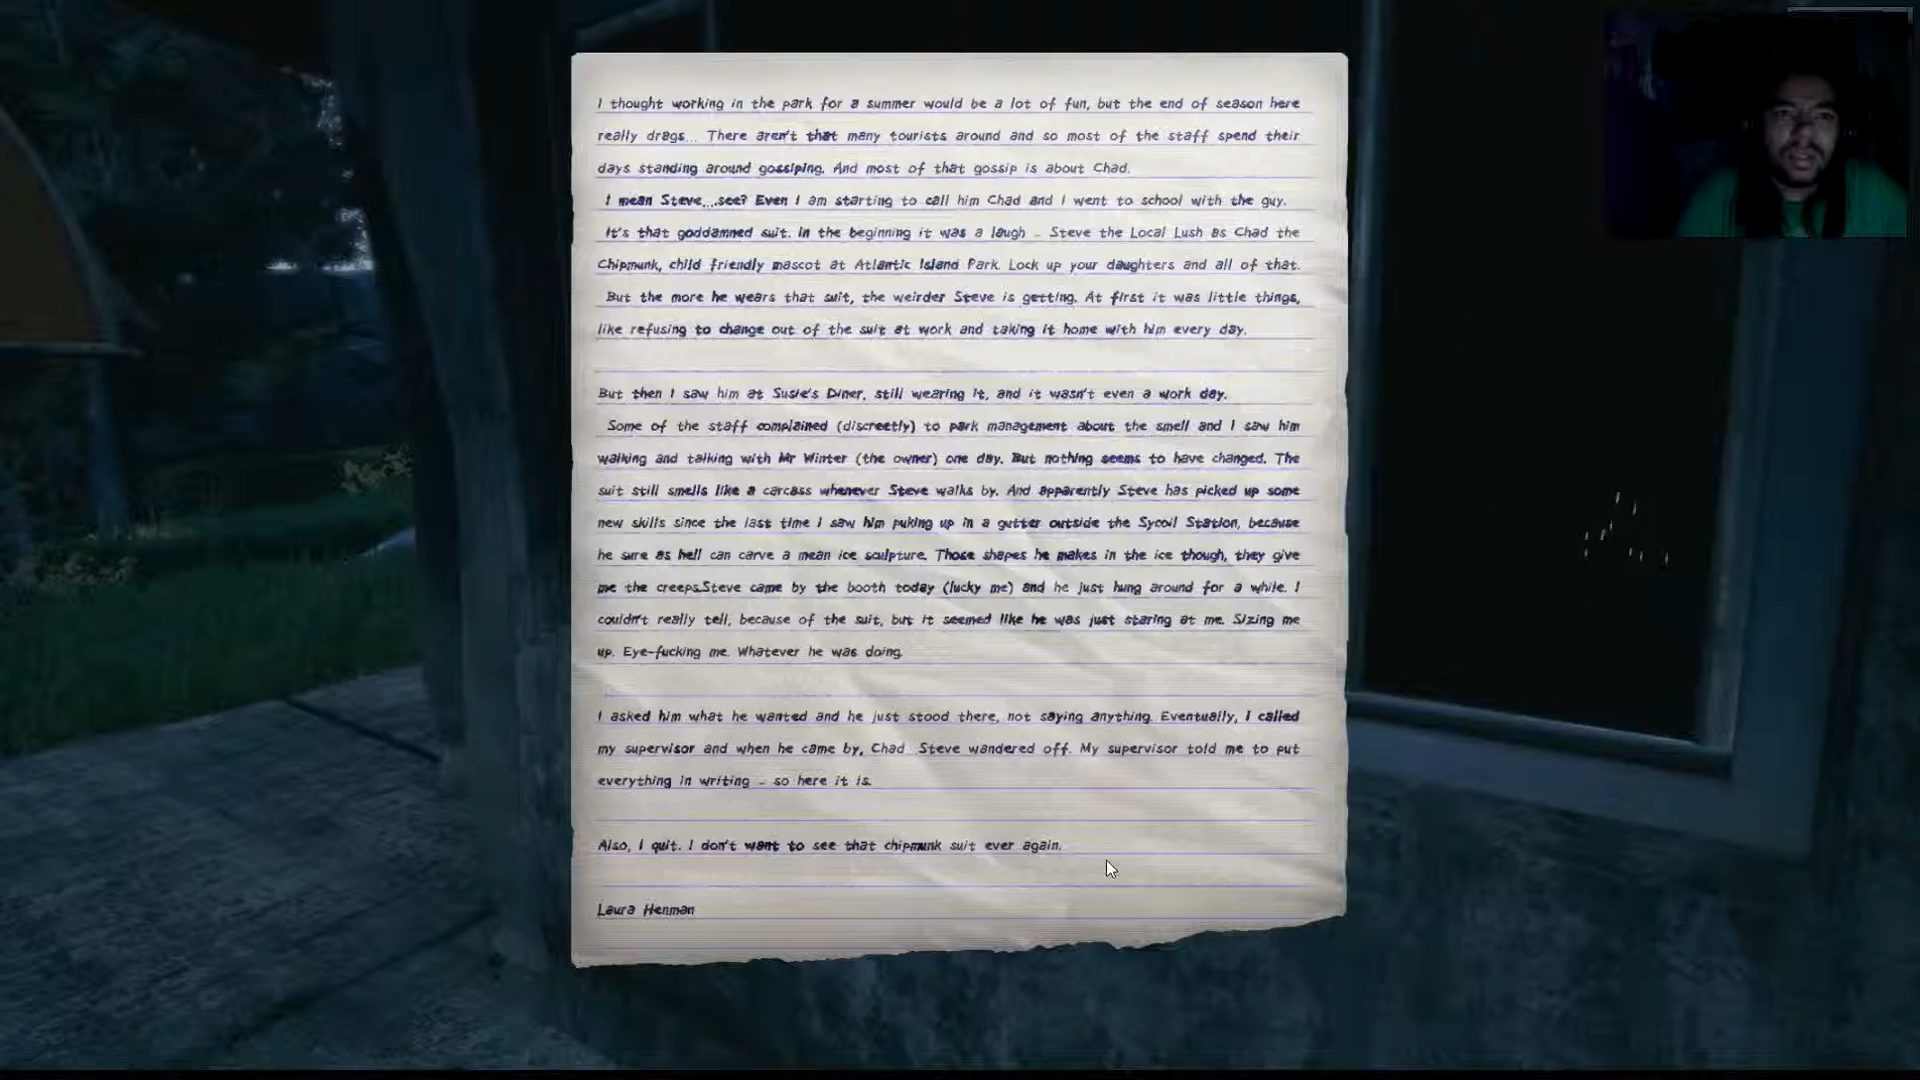 I thought working in the park for a summer would be a lot of fun, but the end of season here
really drags... There aren't that many tourists around and so most of the staff spend their
days standing around gossiping. And most of that gossip is about Chad.
I mean Steve...see? Even I am starting to call him Chad and I went to school with the guy.
It's that goddamned suit. In the beginning it was a laugh - Steve the Local Lush as Chad the
Chipmunk, child friendly mascot at Atlantic Island Park. Lock up your daughters and all of that.
But the more he wears that suit, the weirder Steve is getting. At first it was little things,
like refusing to change out of the suit at work and taking it home with him every day.
But then I saw him at Susie's Diner, still wearing it, and it wasn't even a work day.
Some of the staff complained (discreetly) to park management about the smell and I saw him
walking and talking with Mr Winter (the owner) one day. But nothing seems to have changed. The
suit still smells like a carcass whenever Steve walks by. And apparently Steve has picked up some
new skills since the last time I saw him puking up in a gutter outside the Sycoil Station, because
he sure as hell can carve a mean ice sculpture. Those shapes he makes in the ice though, they give
me the creeps.Steve came by the booth today (lucky me) and he just hung around for a while. I
couldn't really tell, because of the suit, but it seemed like he was just staring at me. Sizing me
up. Eye-fucking me. Whatever he was doing.
I asked him what he wanted and he just stood there, not saying anything. Eventually, I called
my supervisor and when he came by, Chad...Steve wandered off. My supervisor told me to put
everything in writing - so here it is.
Also, I quit. I don't want to see that chipmunk suit ever again.
Laura Henman